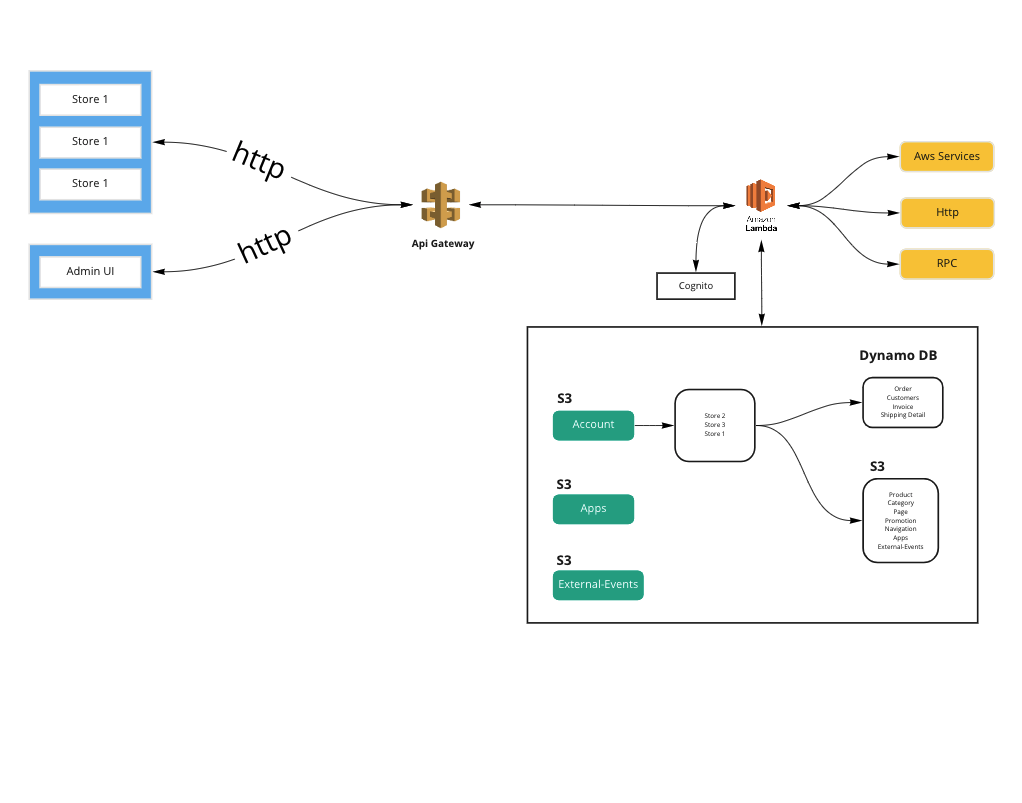 Store 1
Store 1
Store 1
Admin UI
http
http
Api Gateway
Amazon
Lambda
Cognito
Aws Services
Http
RPC
Dynamo DB
S3
Account
Store 2
Store 3
Store 1
Order
Customers
Invoice
Shipping Detail
S3
Apps
S3
Product
Category
Page
Promotion
Navigation
Apps
External-Events
S3
External-Events